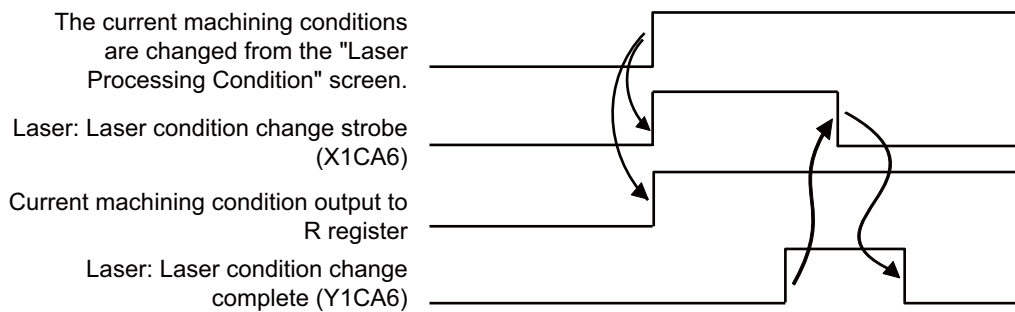 The current machining conditions
are changed from the "Laser
Processing Condition" screen.
Laser: Laser condition change strobe
(X1CA6)
Current machining condition output to
R register
Laser: Laser condition change
complete (Y1CA6)